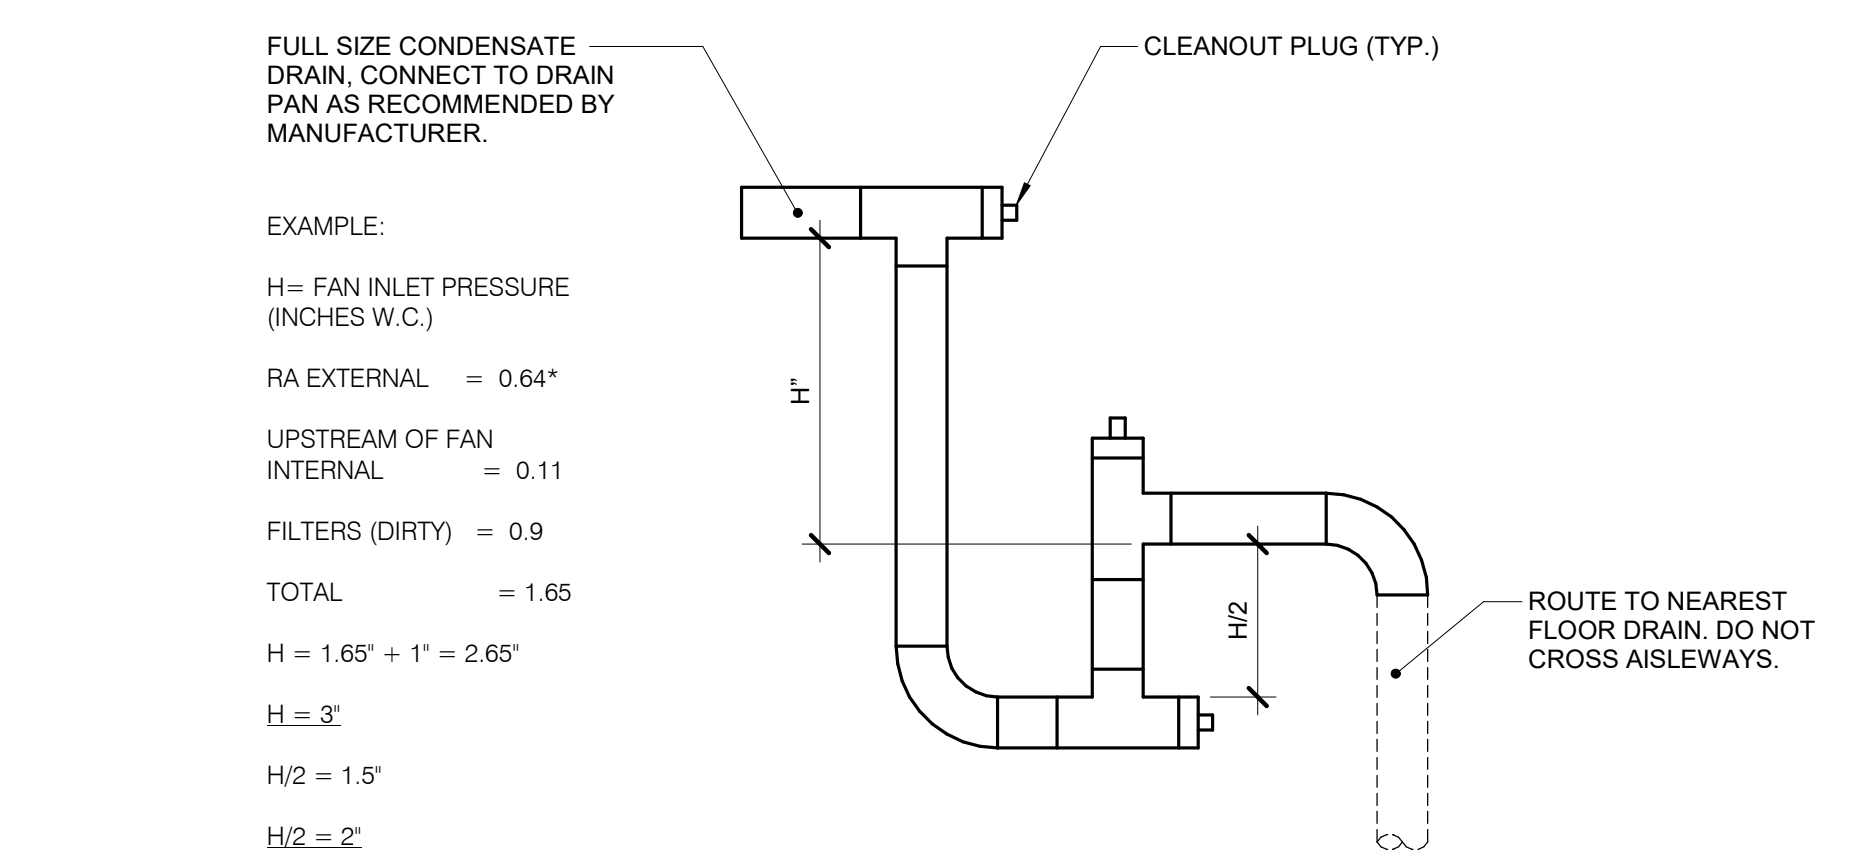 FULL SIZE CONDENSATE
DRAIN, CONNECT TO DRAIN
PAN AS RECOMMENDED BY
MANUFACTURER.
CLEANOUT PLUG (TYP.)
EXAMPLE:
H= FAN INLET PRESSURE
(INCHES W.C.)
RA EXTERNAL = 0.64*
UPSTREAM OF FAN
INTERNAL = 0.11
FILTERS (DIRTY) = 0.9
TOTAL = 1.65
H = 1.65" + 1" = 2.65"
H = 3"
H/2 = 1.5"
H/2 = 2"
H"
H/2
ROUTE TO NEAREST
FLOOR DRAIN. DO NOT
CROSS AISLEWAYS.